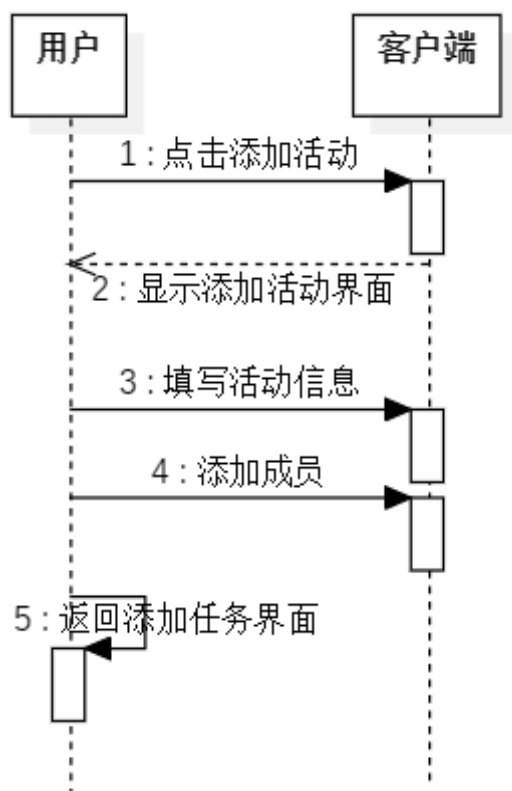 用户
客户端
1 : 点击添加活动
2 : 显示添加活动界面
3 : 填写活动信息
4 : 添加成员
5 : 返回添加任务界面